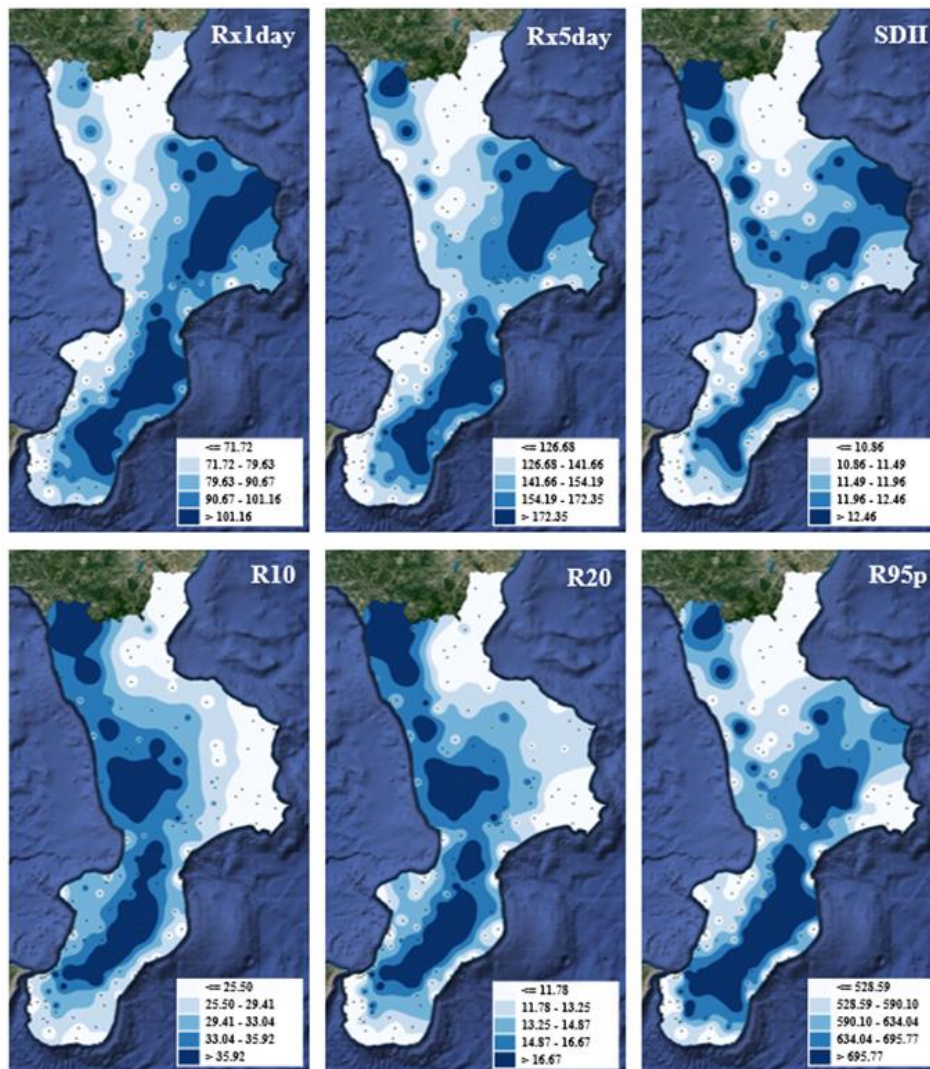 Rx1day
<= 71.72
71.72 - 79.63
79.63 - 90.67
90.67 - 101.16
> 101.16
Rx5day
<= 126.68
126.68 - 141.66
141.66 - 154.19
154.19 - 172.35
> 172.35
SDII
<= 10.86
10.86 - 11.49
11.49 - 11.96
11.96 - 12.46
> 12.46
R10
<= 25.50
25.50 - 29.41
29.41 - 33.04
33.04 - 35.92
> 35.92
R20
<= 11.78
11.78 - 13.25
13.25 - 14.87
14.87 - 16.67
> 16.67
R95p
<= 528.59
528.59 - 590.10
590.10 - 634.04
634.04 - 695.77
> 695.77